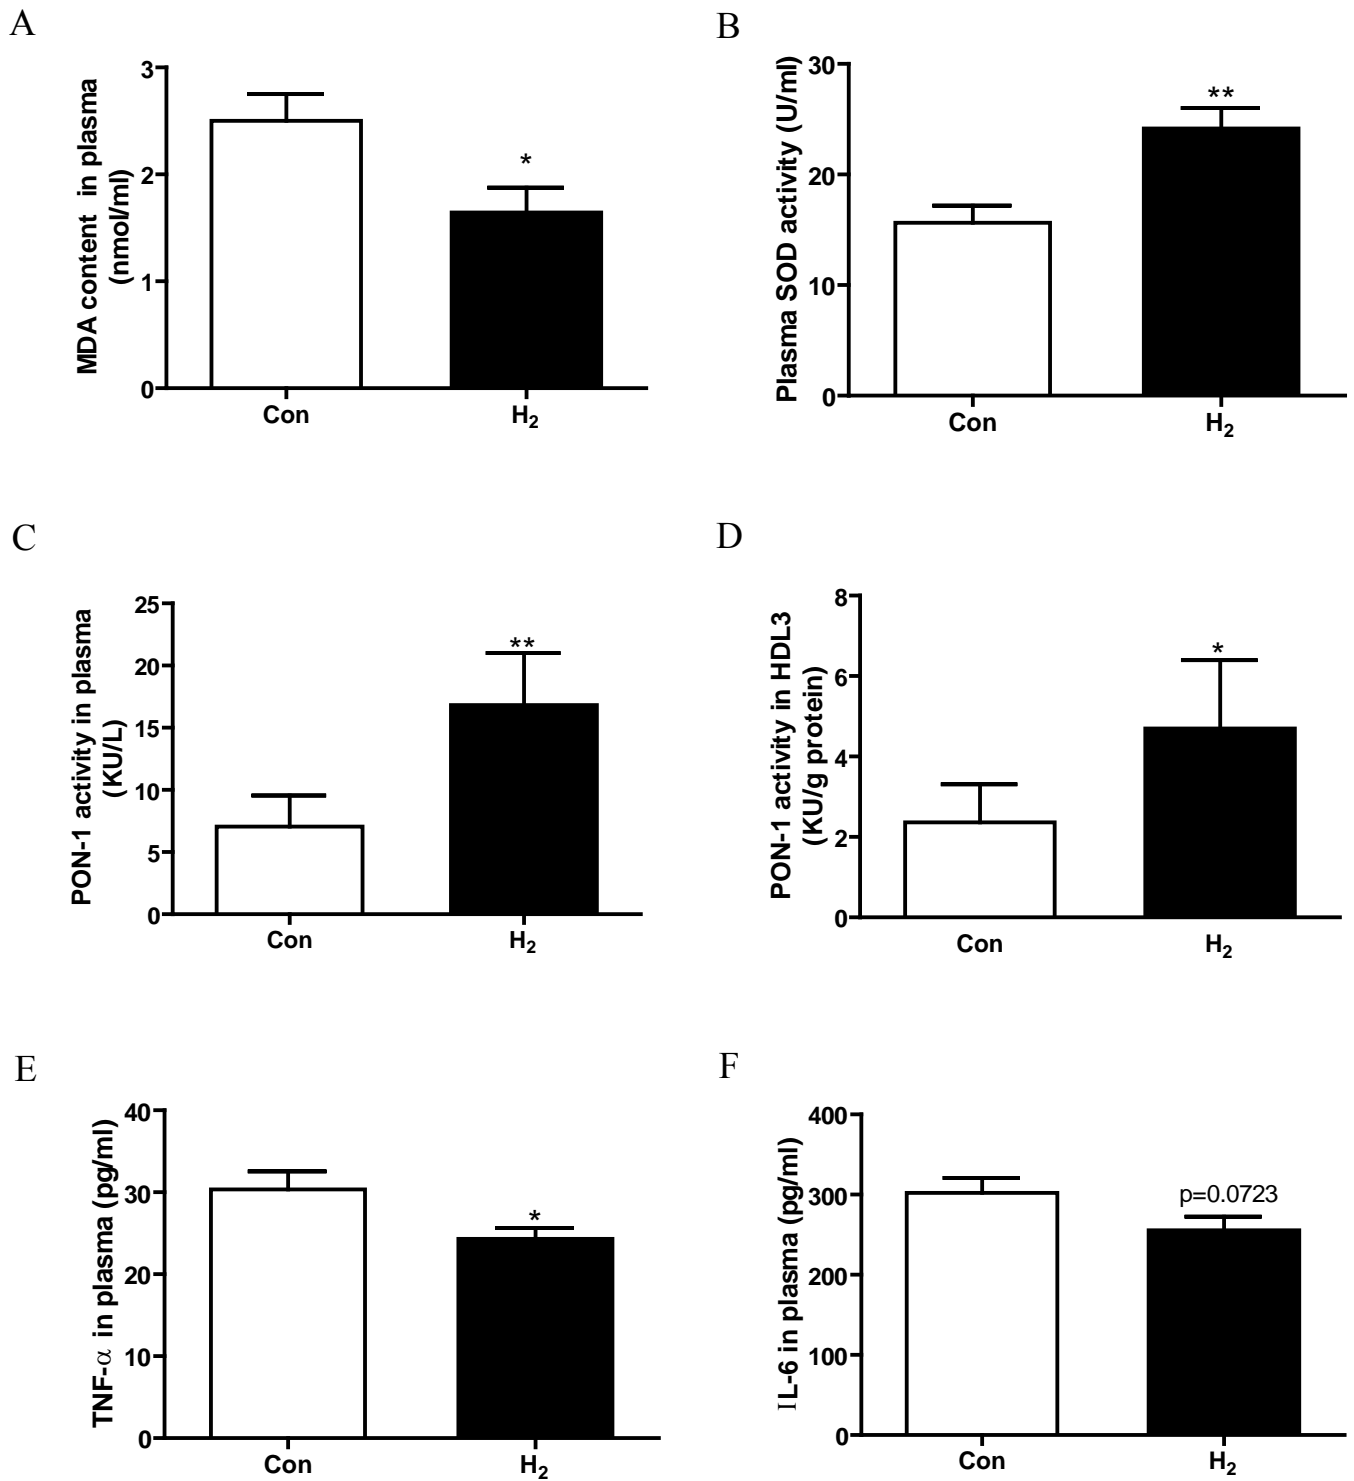 A
MDA content in plasma
(nmol/ml)
3
2
1
0
*
Con
H₂
B
Plasma SOD activity (U/ml)
30
20
10
0
**
Con
H₂
C
PON-1 activity in plasma
(KU/L)
25
20
15
10
5
0
**
Con
H₂
D
PON-1 activity in HDL3
(KU/g protein)
8
6
4
2
0
*
Con
H₂
E
TNF-α in plasma (pg/ml)
40
30
20
10
0
*
Con
H₂
F
IL-6 in plasma (pg/ml)
400
300
200
100
0
p=0.0723
Con
H₂